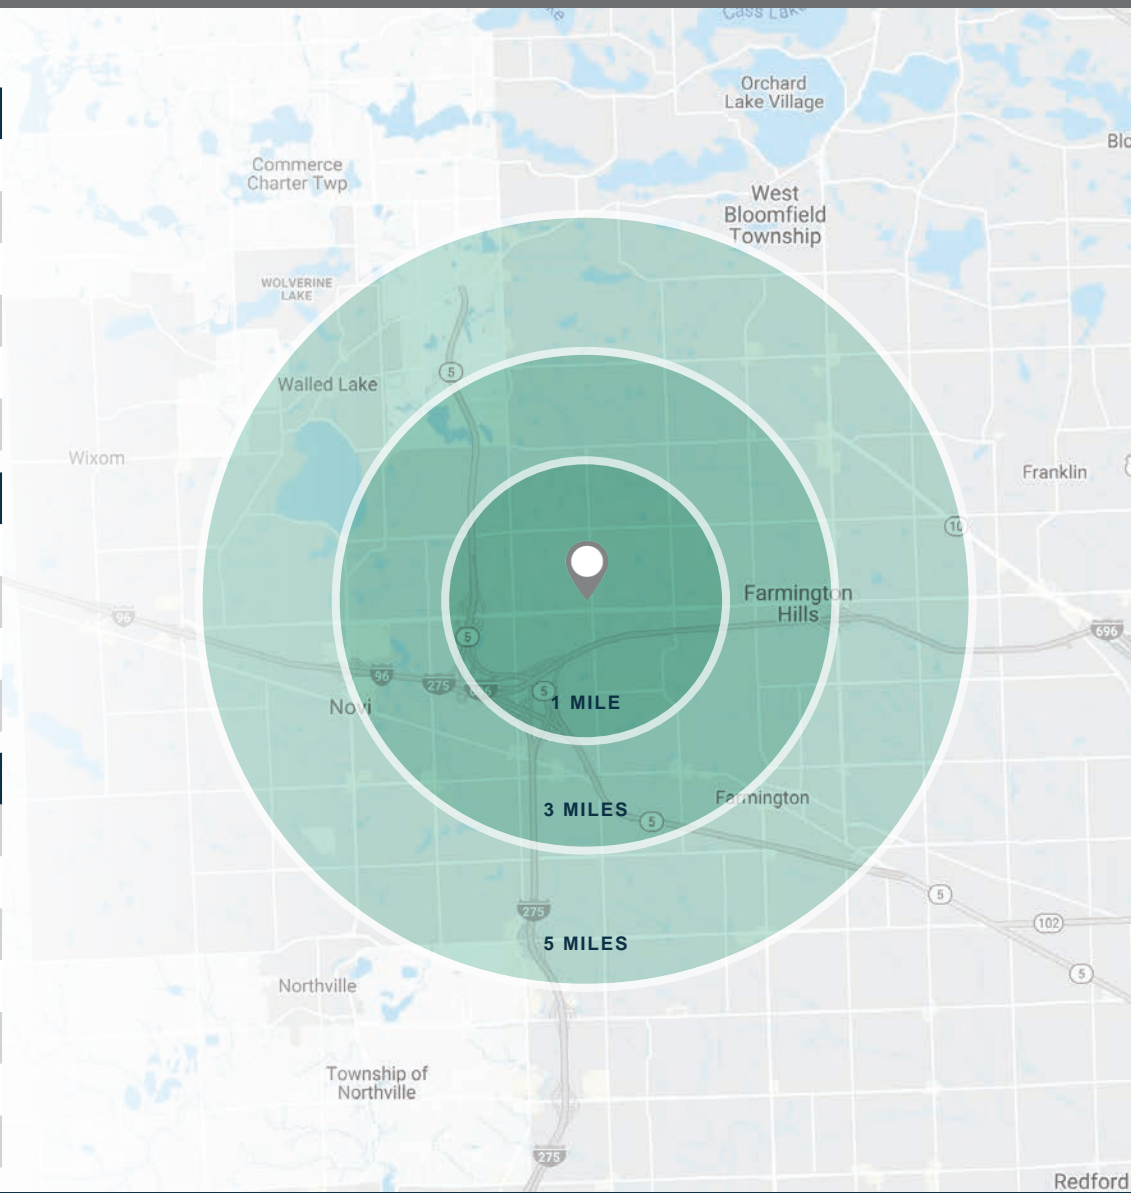 Cass Lake
Orchard
Lake Village
Commerce
Charter Twp
West
Bloomfield
Township
WOLVERINE
LAKE
5
Walled Lake
Wixom
Franklin
10
Farmington
Hills
96
5
696
96
275
5
Novi
1 MILE
3 MILES
Farmington
5
5
275
102
5 MILES
5
Northville
Township of
Northville
275
Redford